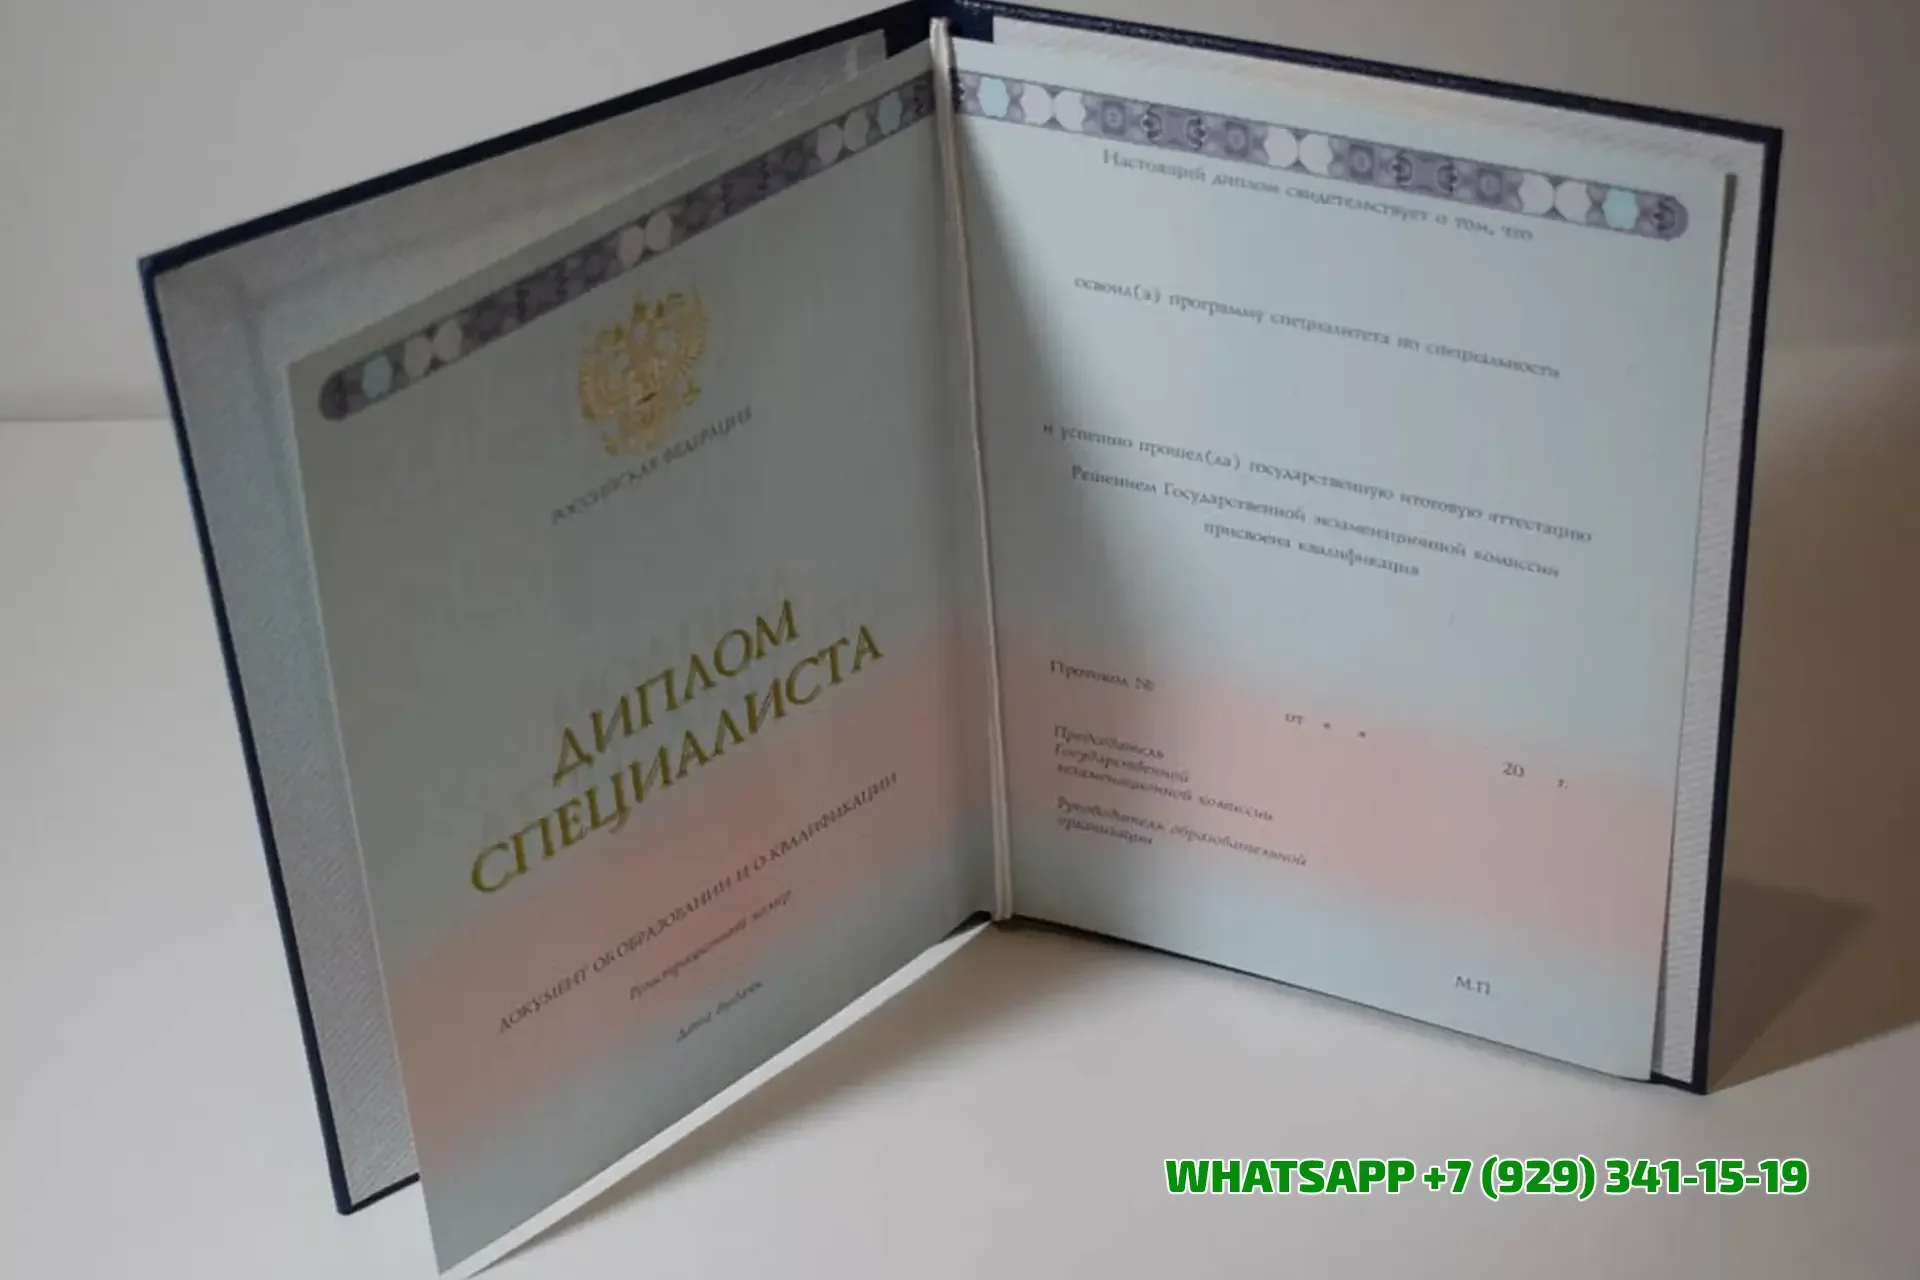 РОССИЙСКАЯ ФЕДЕРАЦИЯ
ДИПЛОМ
СПЕЦИАЛИСТА
ДОКУМЕНТ ОБ ОБРАЗОВАНИИ И О КВАЛИФИКАЦИИ
Регистрационный номер
Дата выдачи
Настоящий диплом свидетельствует о том, что
освоил(а) программу специалитета по специальности
и успешно прошел(ла) государственную итоговую аттестацию
Решением Государственной экзаменационной комиссии
присвоена квалификация
Протокол №
от « »
20 г.
Председатель
Государственной
экзаменационной комиссии
Руководитель образовательной
организации
М.П.
WHATSAPP +7 (929) 341-15-19